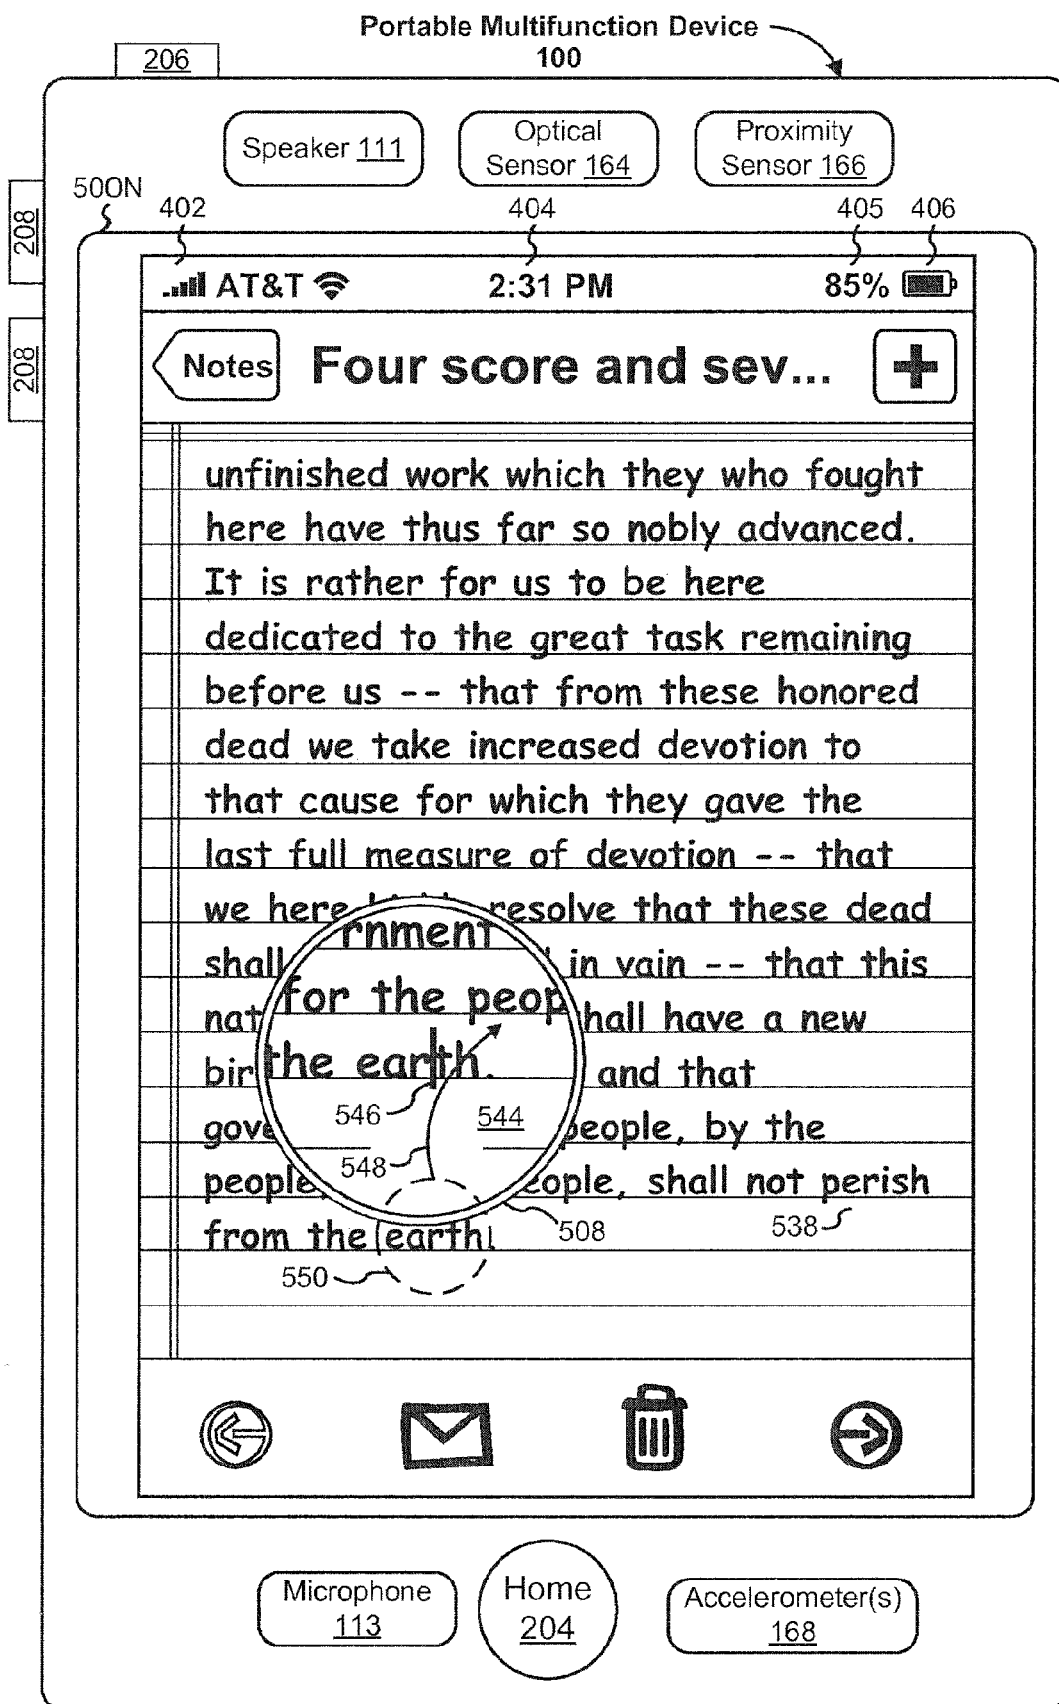 Portable Multifunction Device
100
206
Speaker 111
Optical
Sensor 164
Proximity
Sensor 166
208
208
500N
402
404
405
406
AT&T
2:31 PM
85%
Notes
Four score and sev...
unfinished work which they who fought
here have thus far so nobly advanced.
It is rather for us to be here
dedicated to the great task remaining
before us -- that from these honored
dead we take increased devotion to
that cause for which they gave the
last full measure of devotion -- that
we here resolve that these dead
shall in vain -- that this
nat hall have a new
bir and that
gove people, by the
people, eople, shall not perish
from the earth.
rnment
for the peop
the earth.
546
544
548
508
538
550
Microphone
113
Home
204
Accelerometer(s)
168